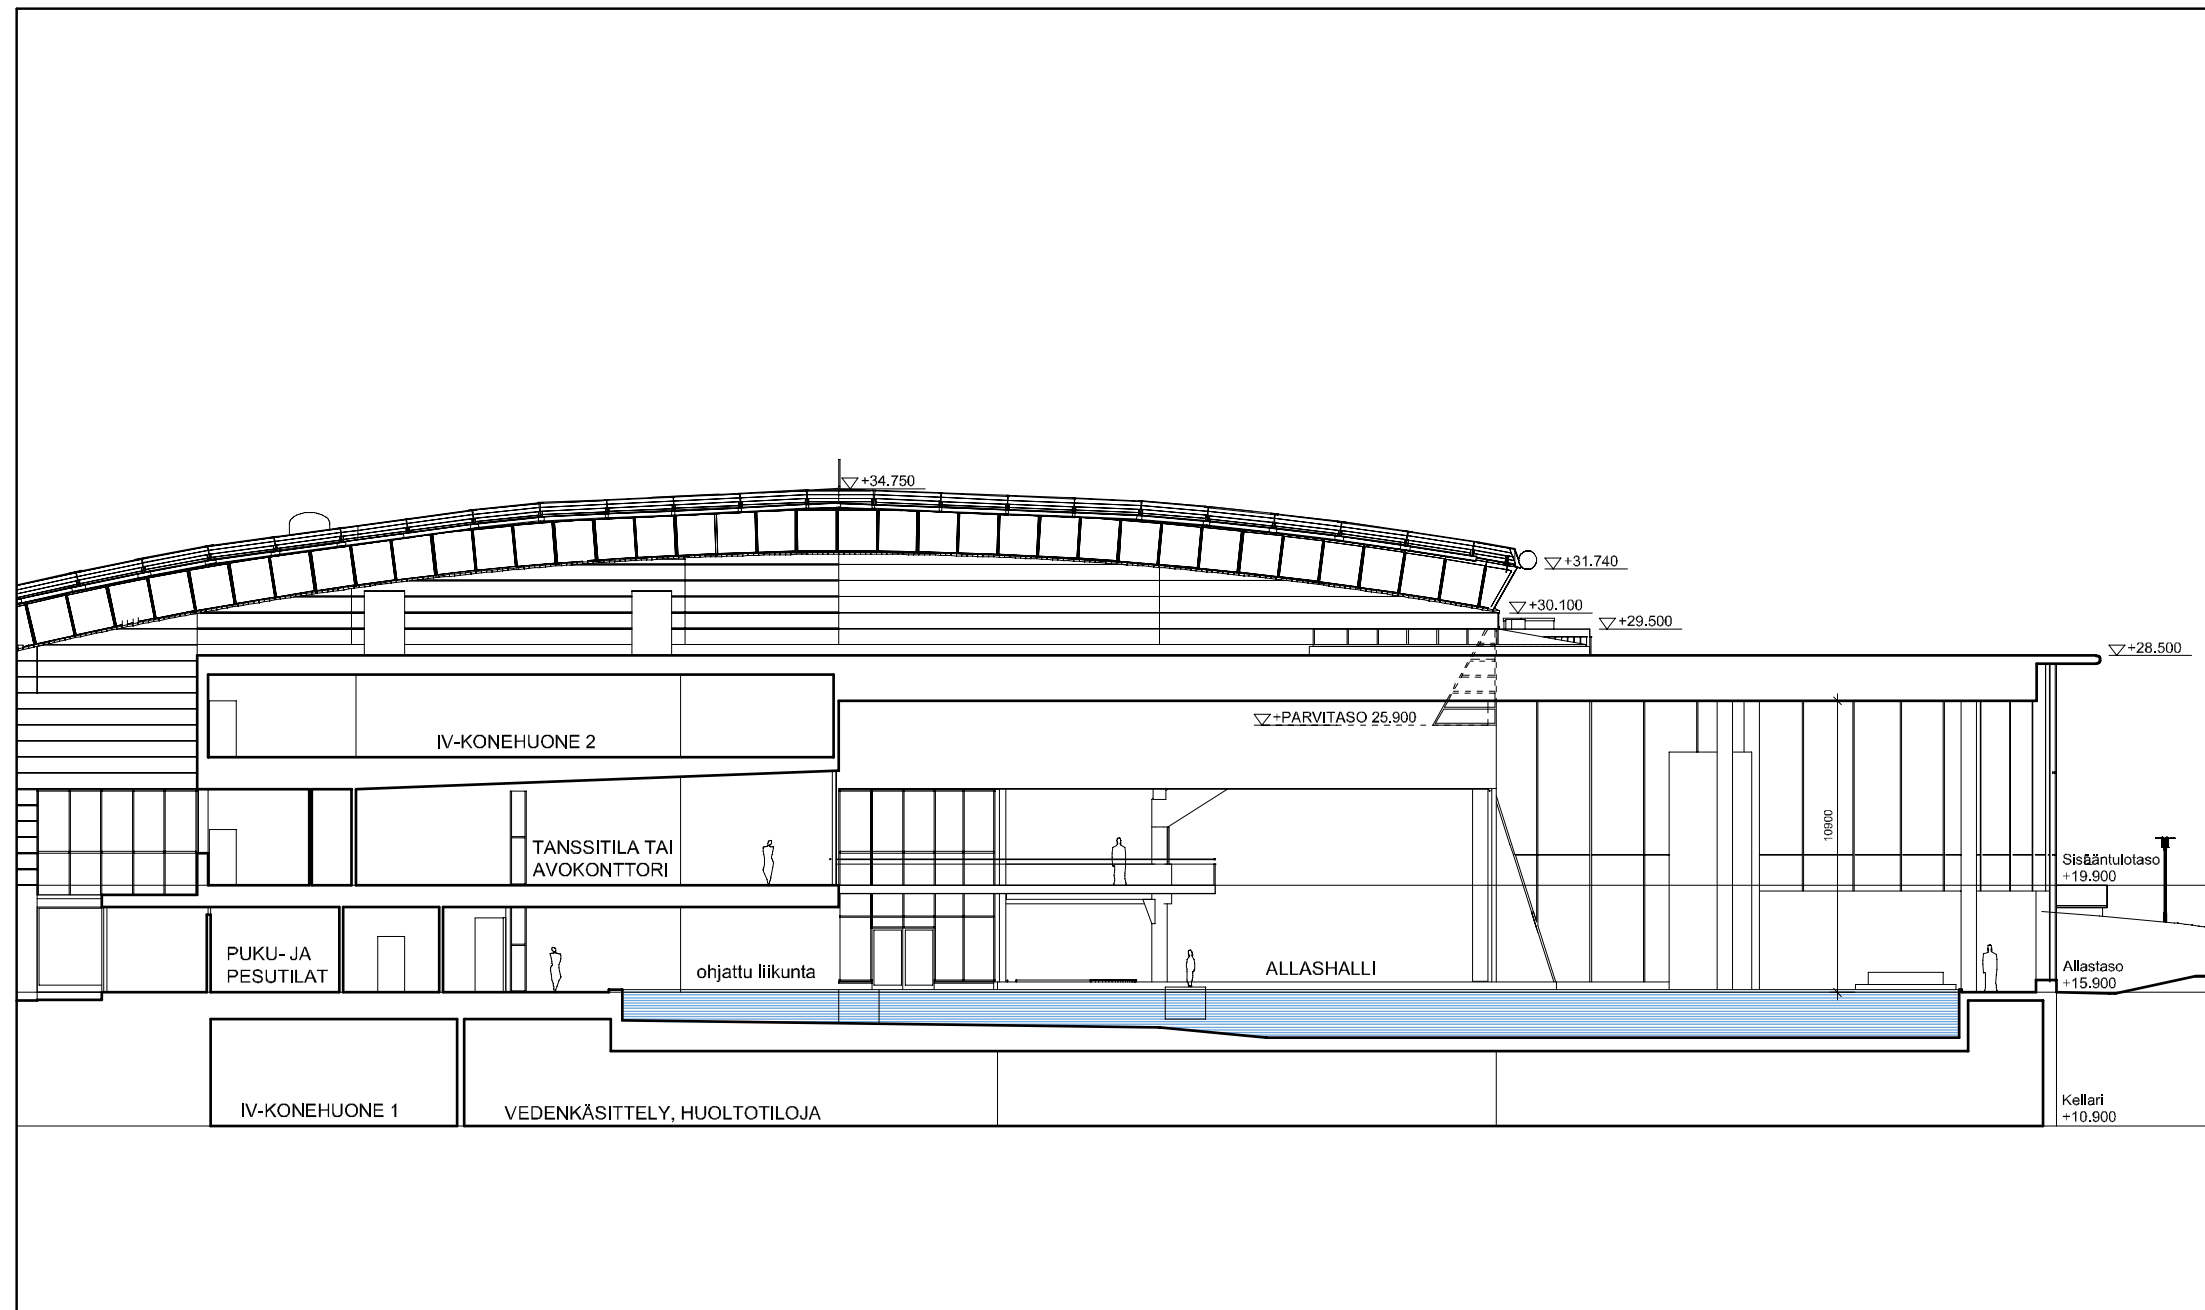 +34.750
+31.740
+30.100
+29.500
+28.500
+PARVITASO 25.900
IV-KONEHUONE 2
10900
TANSSITILA TAI
AVOKONTTORI
Sisääntulotaso
+19.900
PUKU- JA
PESUTILAT
ohjattu liikunta
ALLASHALLI
Allastaso
+15.900
IV-KONEHUONE 1
VEDENKÄSITTELY, HUOLTOTILOJA
Kellari
+10.900